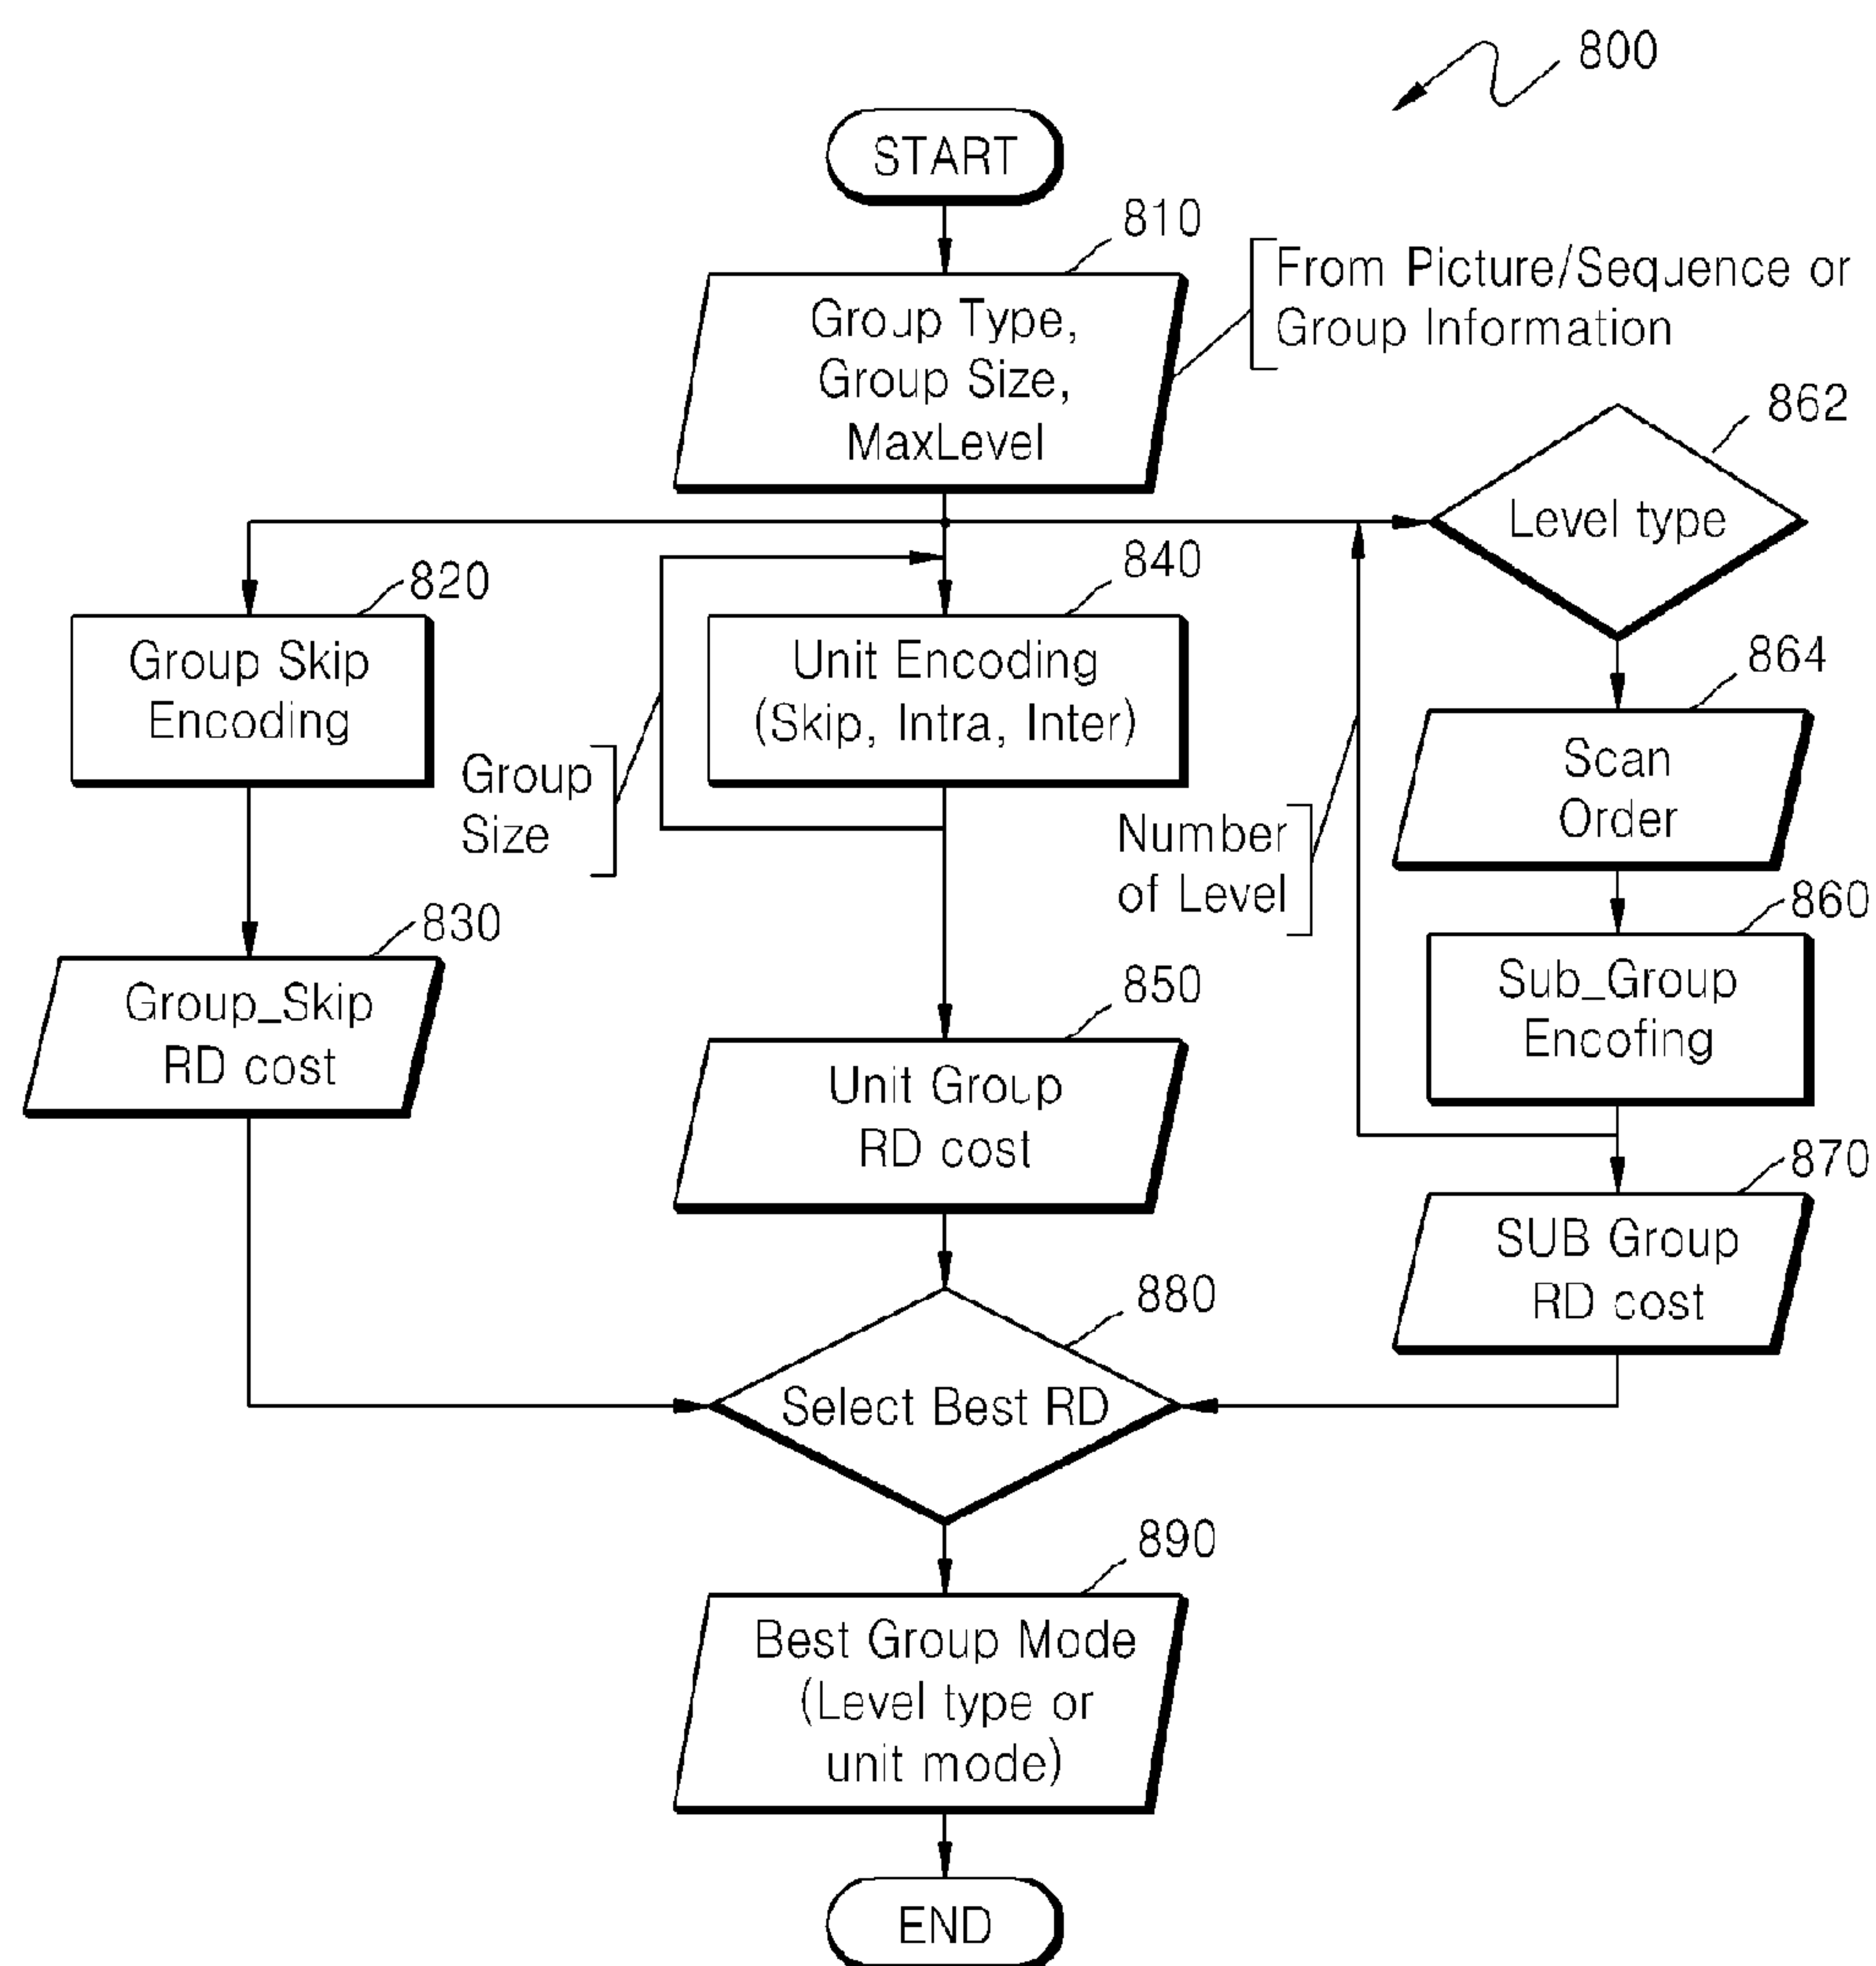 800
START
810
Group Type,
Group Size,
MaxLevel
From Picture/Sequence or
Group Information
862
Level type
820
Group Skip
Encoding
840
Unit Encoding
(Skip, Intra, Inter)
Group
Size
864
Scan
Order
Number
of Level
830
Group_Skip
RD cost
850
Unit Group
RD cost
860
Sub_Group
Encofing
870
SUB Group
RD cost
880
Select Best RD
890
Best Group Mode
(Level type or
unit mode)
END